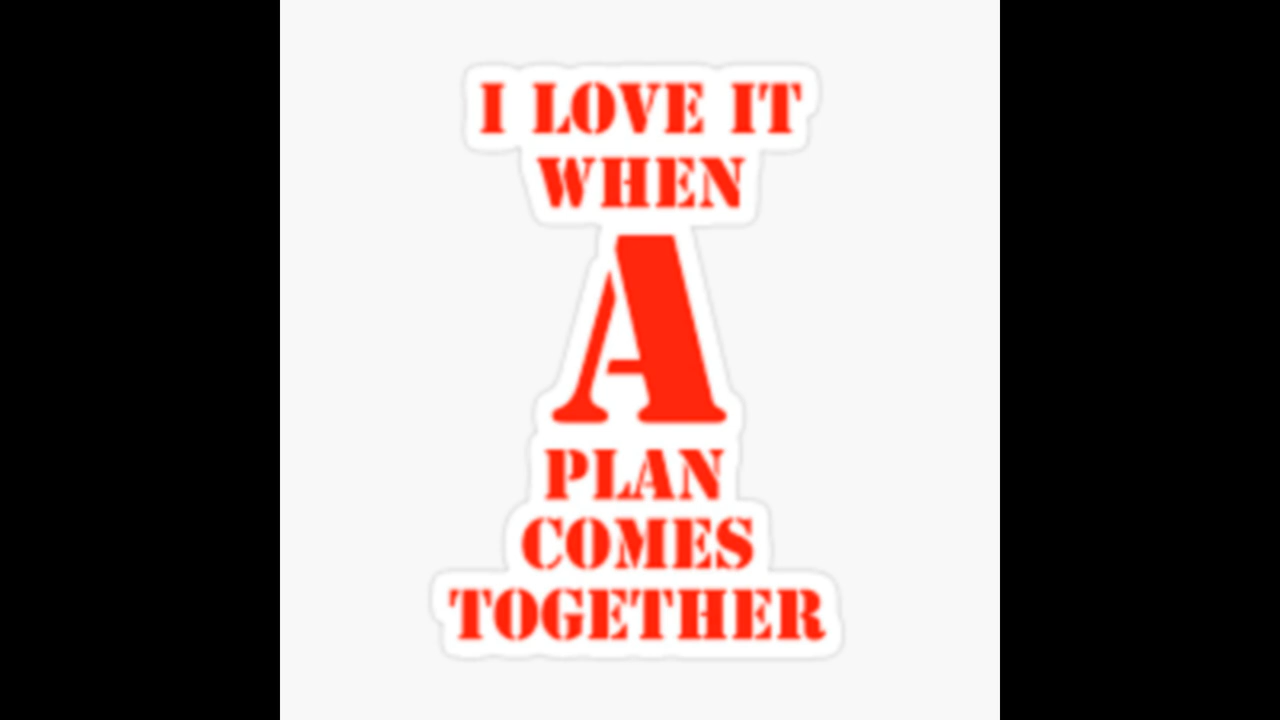 I LOVE IT
WHEN
A
PLAN
COMES
TOGETHER